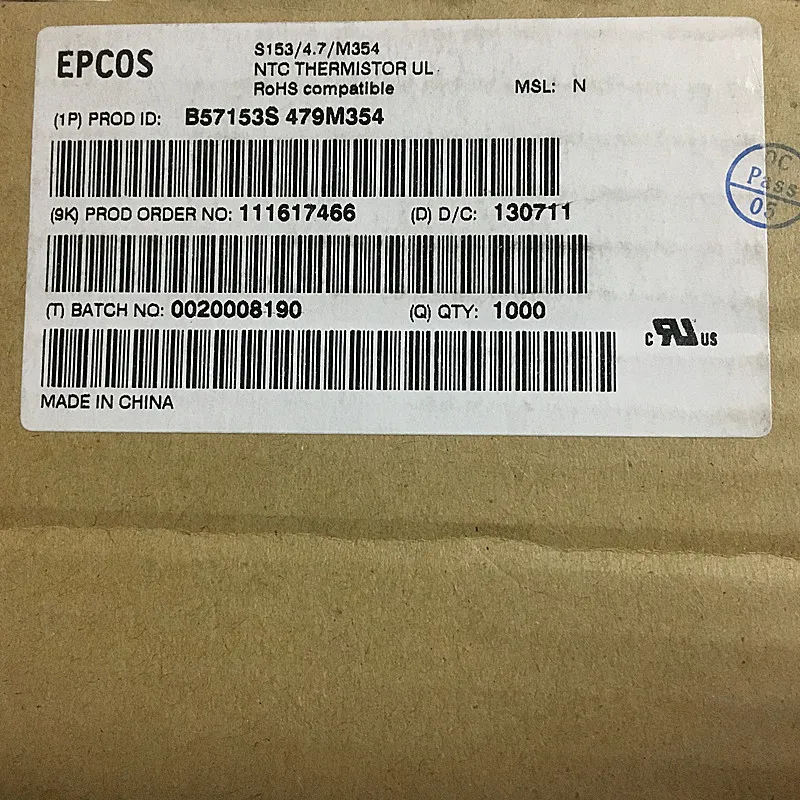 EPCOS
S153/4.7/M354
NTC THERMISTOR UL
RoHS compatible
MSL: N
(1P) PROD ID: B57153S 479M354
(9K) PROD ORDER NO: 111617466 (D) D/C: 130711
(T) BATCH NO: 0020008190 (Q) QTY: 1000
c RU US
MADE IN CHINA
QC
Pass
05